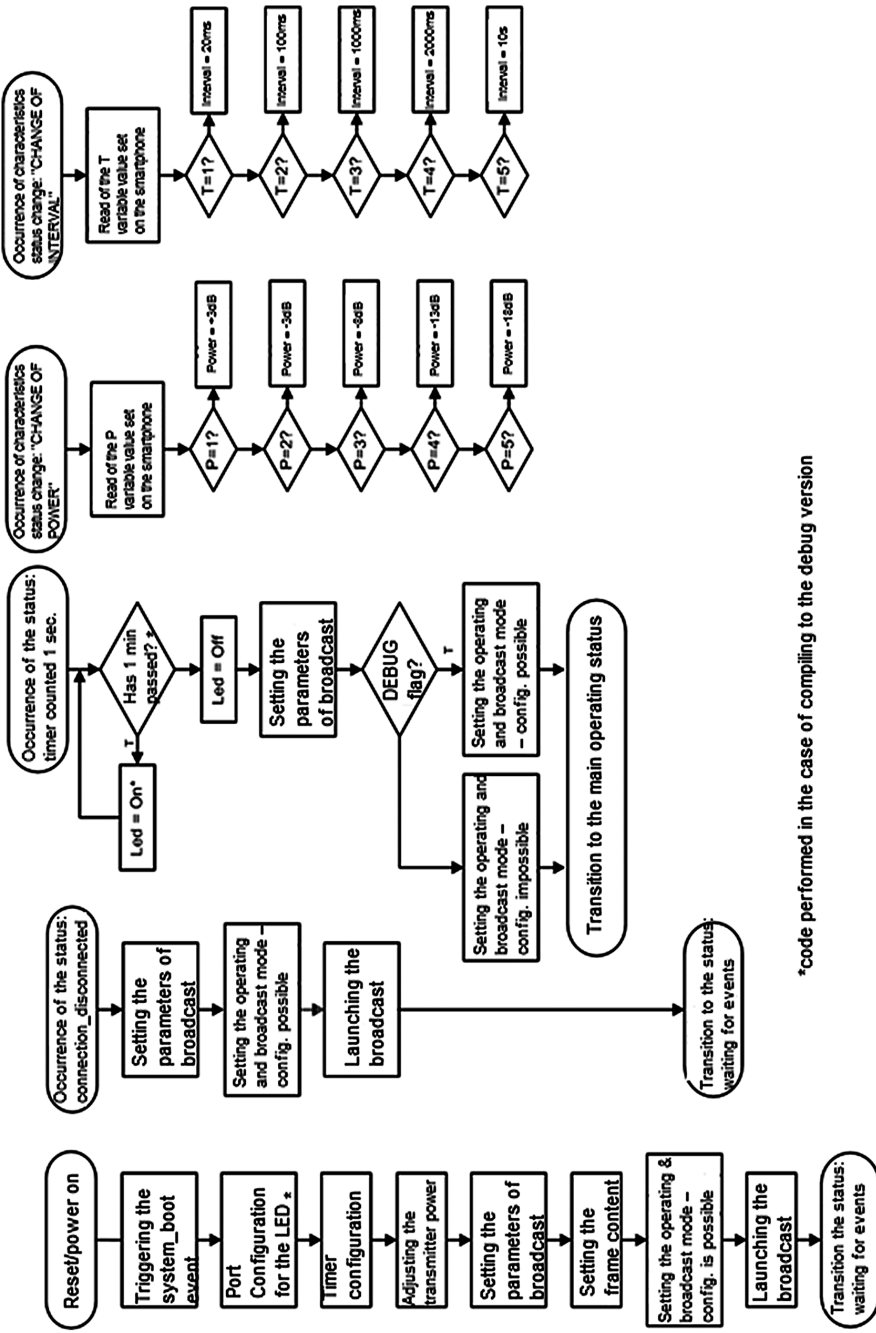 Reset/power on
Triggering the
system_boot
event
Port
Configuration
for the LED *
Timer
configuration
Adjusting the
transmitter power
Setting the
parameters of
broadcast
Setting the
frame content
Setting the operating &
broadcast mode –
config. is possible
Launching the
broadcast
Transition the status:
waiting for events
Occurrence of the status:
connection_disconnected
Setting the
parameters of
broadcast
Setting the operating
and broadcast mode –
config. possible
Launching the
broadcast
Transition to the status:
waiting for events
Occurrence of the status:
timer counted 1 sec.
Has 1 min
passed? *
T
Led = On*
Led = Off
Setting the
parameters
of broadcast
DEBUG
flag?
T
Setting the operating and
broadcast mode –
config. impossible
Setting the operating
and broadcast mode
– config. possible
Transition to the main operating status
Occurrence of characteristics
status change: "CHANGE OF
POWER"
Read of the P
variable value set
on the smartphone
P=1?
Power = +3dB
P=2?
Power = -3dB
P=3?
Power = -8dB
P=4?
Power = -13dB
P=5?
Power = -18dB
Occurrence of characteristics
status change: "CHANGE OF
INTERVAL"
Read of the T
variable value set
on the smartphone
T=1?
Interval = 20ms
T=2?
Interval = 100ms
T=3?
Interval = 1000ms
T=4?
Interval = 2000ms
T=5?
Interval = 10s
*code performed in the case of compiling to the debug version